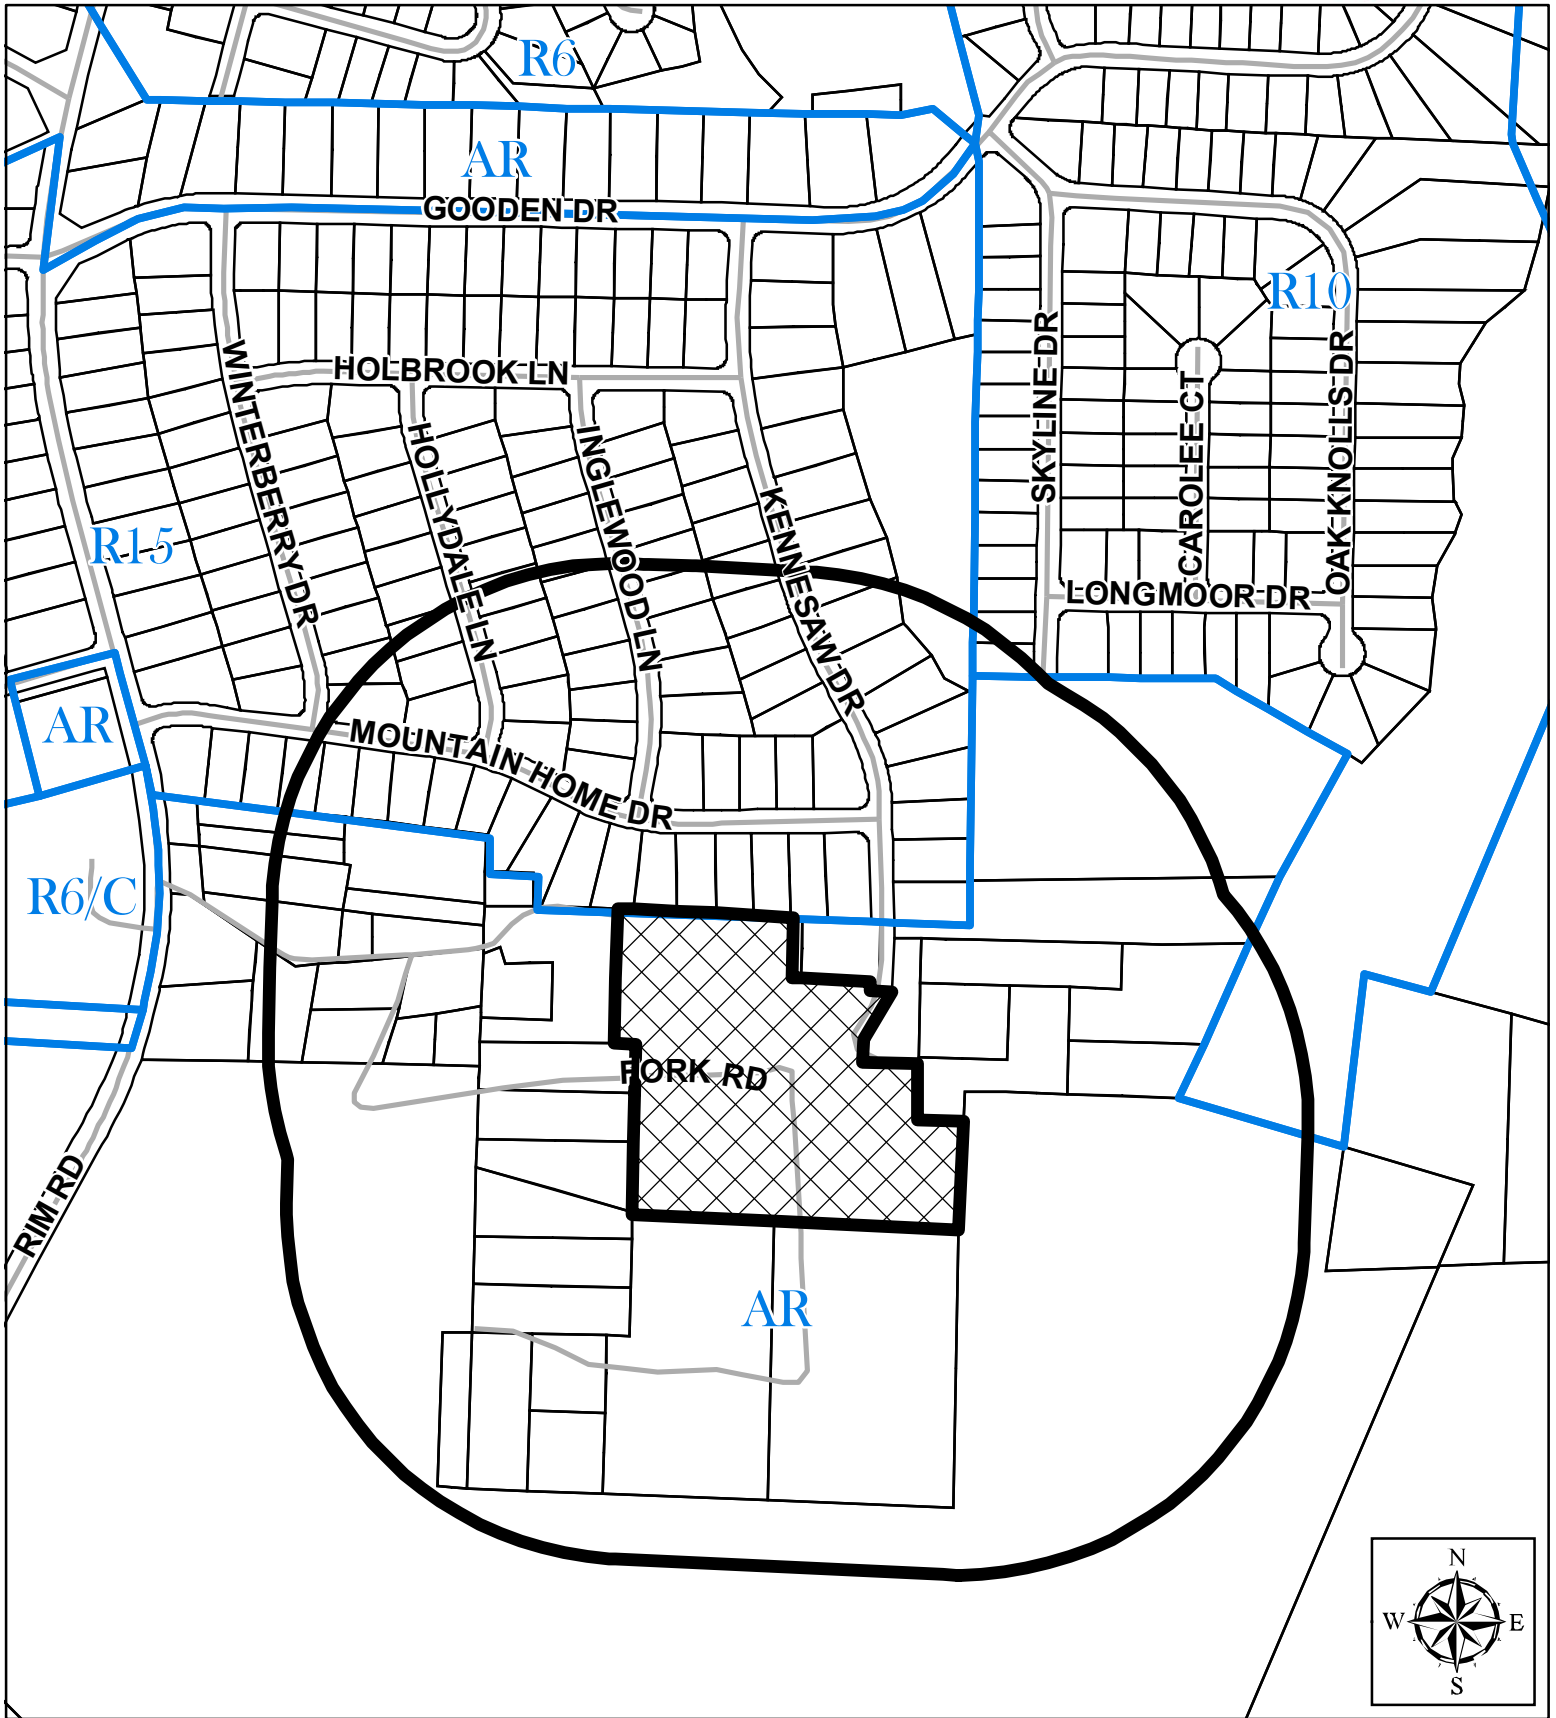 R6
AR
GOODEN DR
R10
HOLBROOK LN
WINTERBERRY DR
HOLLYDALE LN
INGLEWOOD LN
KENNESAW DR
SKYLINE DR
CAROLEE CT
OAK KNOLLS DR
R15
LONGMOOR DR
AR
MOUNTAIN HOME DR
R6/C
FORK RD
RIM RD
AR
N
W
E
S